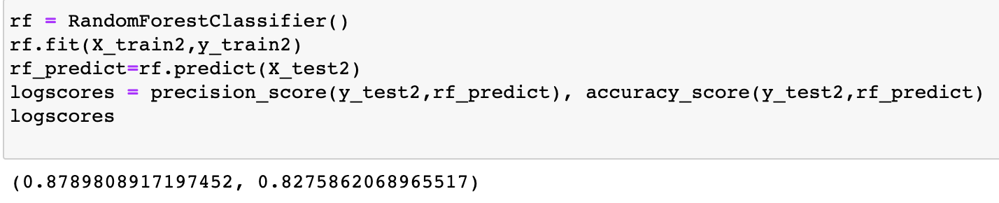 rf = RandomForestClassifier()
rf.fit(X_train2,y_train2)
rf_predict=rf.predict(X_test2)
logscores = precision_score(y_test2,rf_predict), accuracy_score(y_test2,rf_predict)
logscores
(0.8789808917197452, 0.8275862068965517)